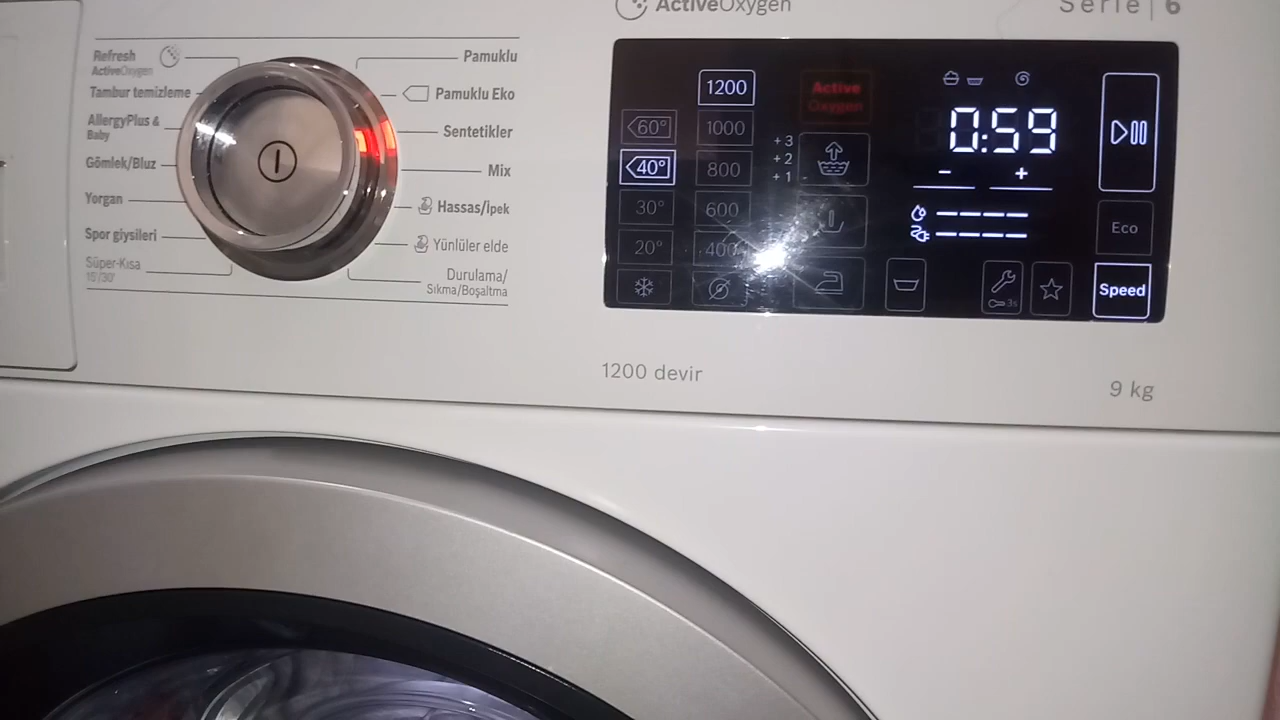 ActiveOxygen
Serie | 6
Refresh
ActiveOxygen
Tambur temizleme
AllergyPlus &
Baby
Gömlek/Bluz
Yorgan
Spor giysileri
Süper-Kısa
15'/30'
Pamuklu
Pamuklu Eko
Sentetikler
Mix
Hassas/İpek
Yünlüler elde
Durulama/
Sıkma/Boşaltma
60°
40°
30°
20°
1200
1000
800
600
400
Active
Oxygen
+ 3
+ 2
+ 1
0:59
- +
3s
Eco
Speed
1200 devir
9 kg